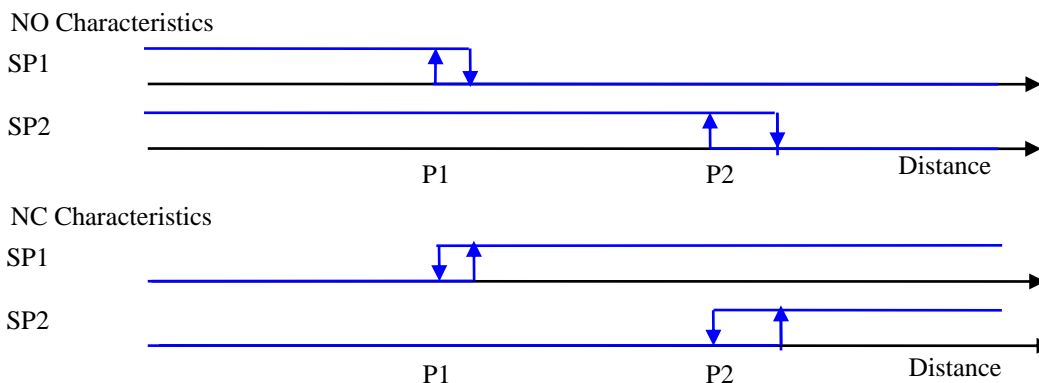 NO Characteristics
SP1
SP2
P1 P2 Distance
NC Characteristics
SP1
SP2
P1 P2 Distance